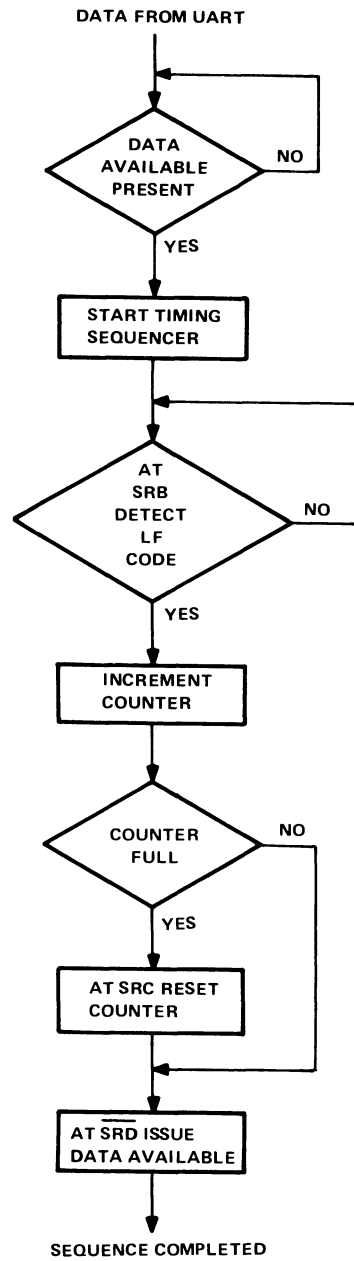 DATA FROM UART
DATA
AVAILABLE
PRESENT
NO
YES
START TIMING
SEQUENCER
AT
SRB
DETECT
LF
CODE
NO
YES
INCREMENT
COUNTER
COUNTER
FULL
NO
YES
AT SRC RESET
COUNTER
AT S̅R̅D̅ ISSUE
DATA AVAILABLE
SEQUENCE COMPLETED